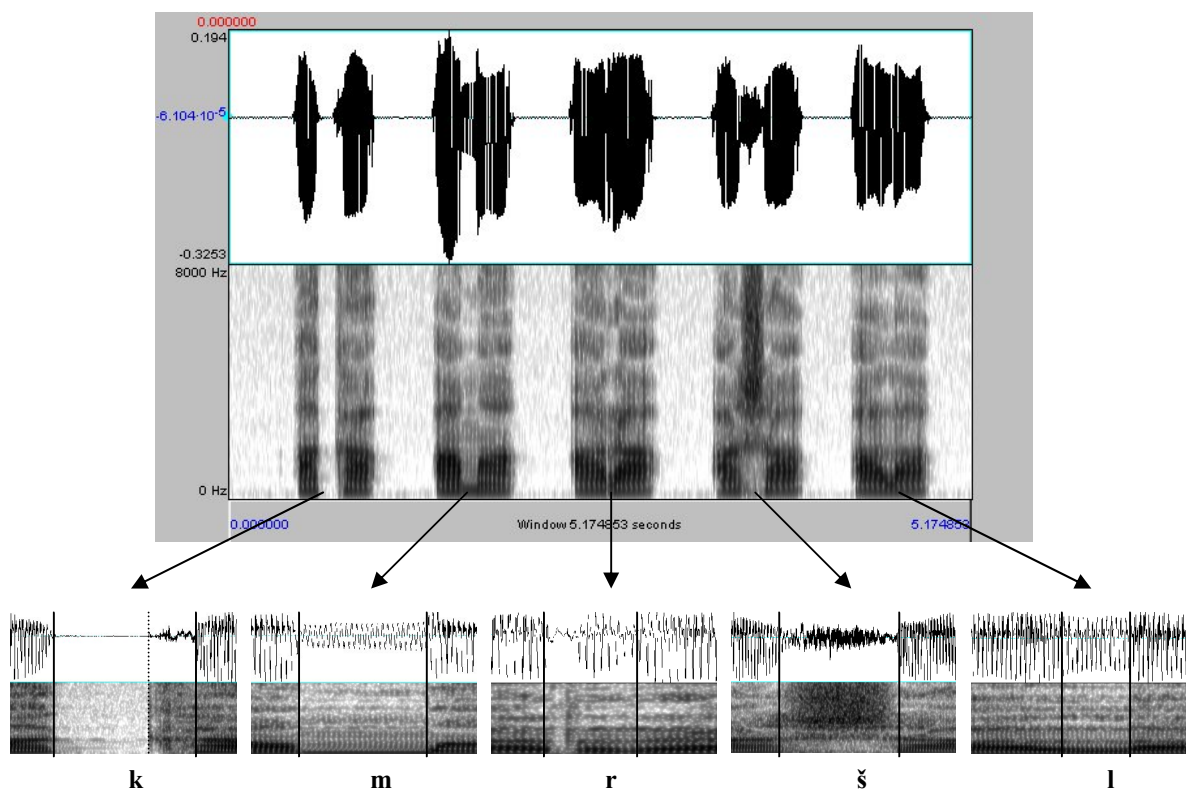 0.000000
0.194
-6.104·10⁻⁵
-0.3253
8000 Hz
0 Hz
0.000000 Window 5.174853 seconds 5.174853
k m r š l